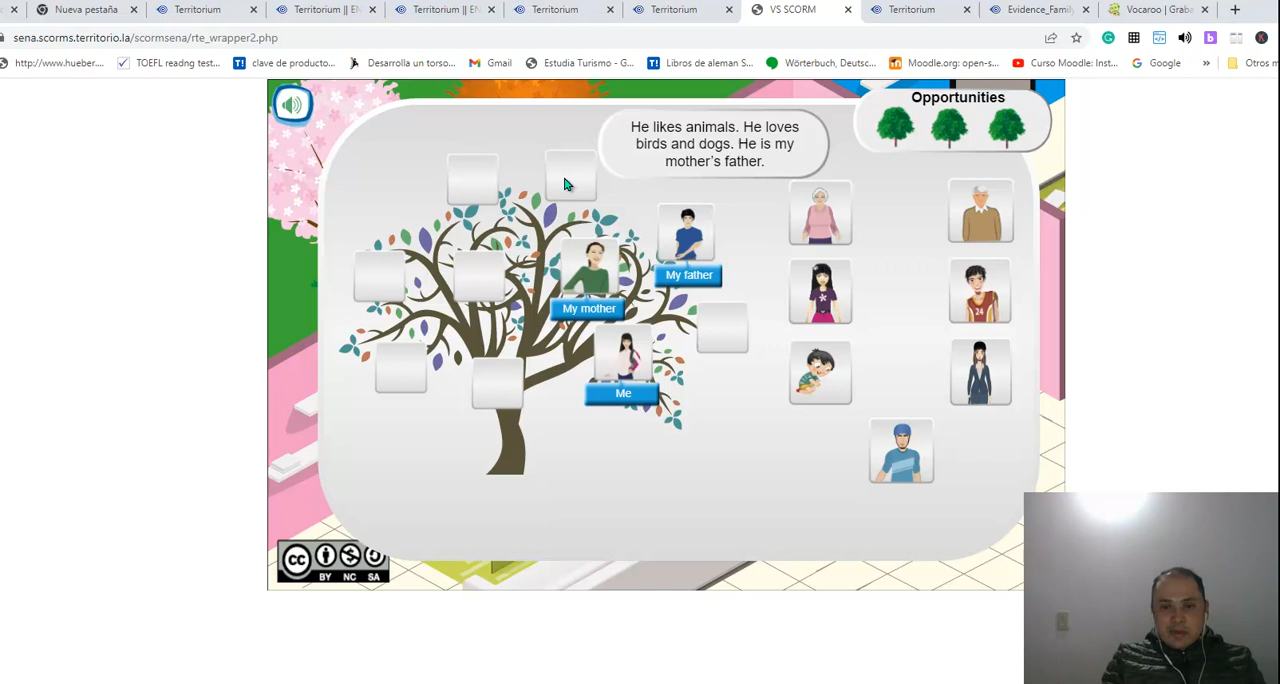 Nueva pestaña
Territorium
Territorium || EN
Territorium || EN
Territorium
Territorium
VS SCORM
Territorium
Evidence_Family
Vocaroo | Graba
sena.scorms.territorio.la/scormsena/rte_wrapper2.php
http://www.hueber....
TOEFL readng test...
clave de producto...
Desarrolla un torso...
Gmail
Estudia Turismo - G...
Libros de aleman S...
Wörterbuch, Deutsc...
Moodle.org: open-s...
Curso Moodle: Inst...
Google
Otros m
Opportunities
He likes animals. He loves
birds and dogs. He is my
mother's father.
My father
My mother
24
Me
cc
BY NC SA